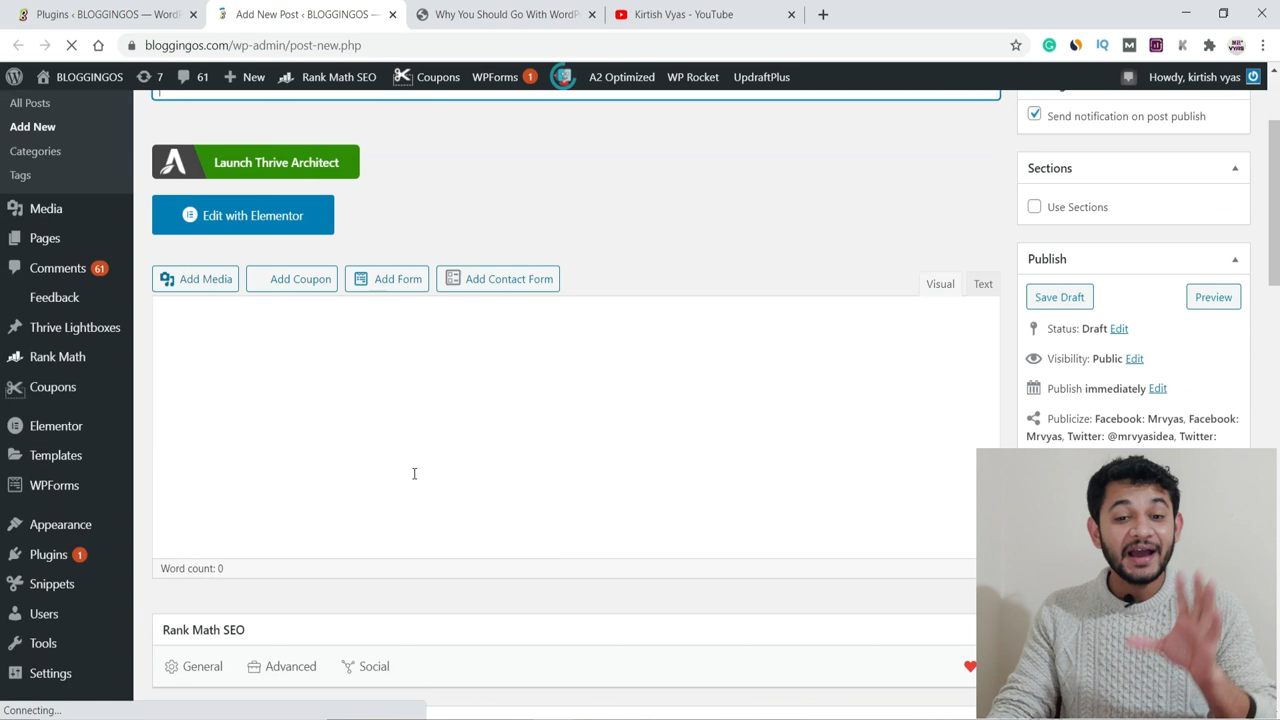 Plugins ‹ BLOGGINGOS — WordP
Add New Post ‹ BLOGGINGOS —
Why You Should Go With WordP
Kirtish Vyas - YouTube
bloggingos.com/wp-admin/post-new.php
BLOGGINGOS
7
61
New
Rank Math SEO
Coupons
WPForms
1
A2 Optimized
WP Rocket
UpdraftPlus
Howdy, kirtish vyas
All Posts
Add New
Categories
Tags
Media
Pages
Comments 61
Feedback
Thrive Lightboxes
Rank Math
Coupons
Elementor
Templates
WPForms
Appearance
Plugins 1
Snippets
Users
Tools
Settings
Launch Thrive Architect
Edit with Elementor
Add Media
Add Coupon
Add Form
Add Contact Form
Visual
Text
Word count: 0
Rank Math SEO
General
Advanced
Social
Send notification on post publish
Sections
Use Sections
Publish
Save Draft
Preview
Status: Draft Edit
Visibility: Public Edit
Publish immediately Edit
Publicize: Facebook: Mrvyas, Facebook:
Mrvyas, Twitter: @mrvyasidea, Twitter:
Connecting...